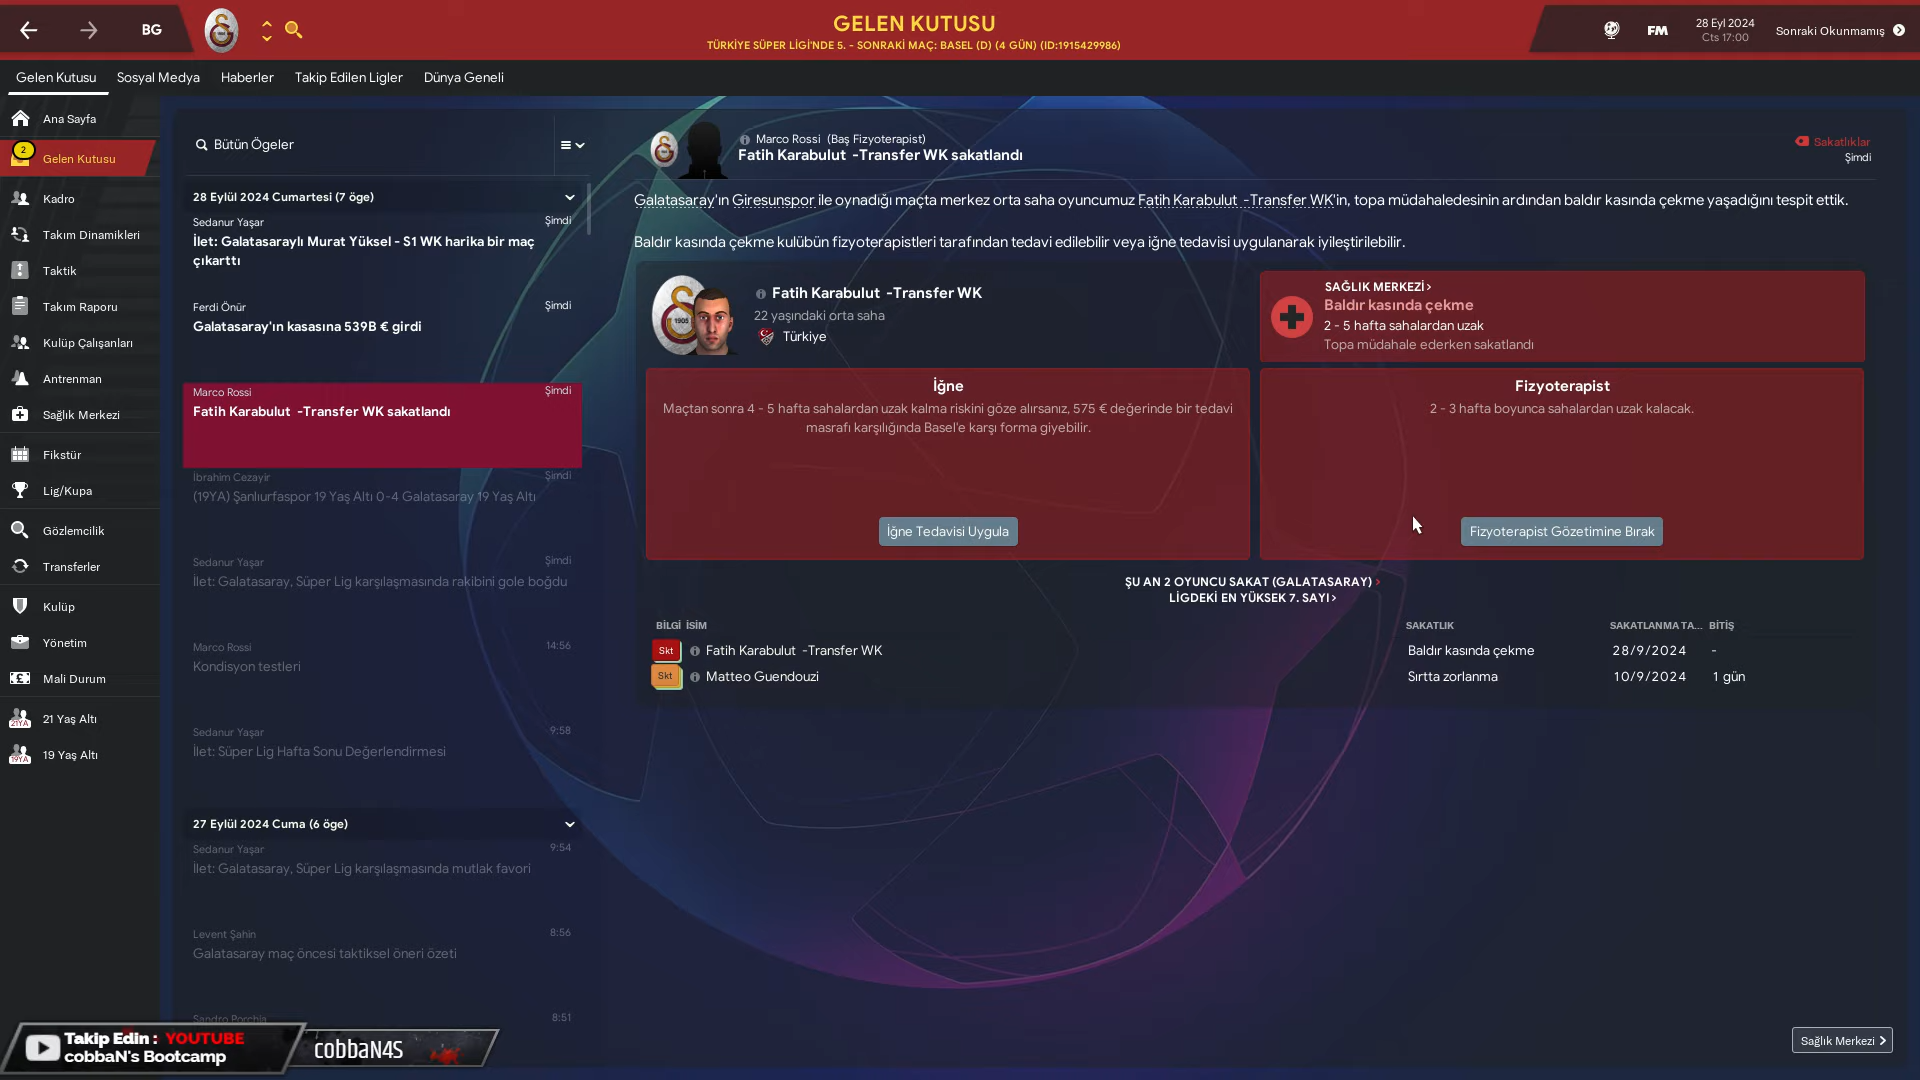 BG
GELEN KUTUSU
TÜRKİYE SÜPER LİGİ'NDE 5. - SONRAKİ MAÇ: BASEL (D) (4 GÜN) (ID:1915429986)
FM
28 Eyl 2024
Cts 17:00
Sonraki Okunmamış
Gelen Kutusu
Sosyal Medya
Haberler
Takip Edilen Ligler
Dünya Geneli
Ana Sayfa
2
Gelen Kutusu
Kadro
Takım Dinamikleri
Taktik
Takım Raporu
Kulüp Çalışanları
Antrenman
Sağlık Merkezi
Fikstür
Lig/Kupa
Gözlemcilik
Transferler
Kulüp
Yönetim
Mali Durum
21YA
21 Yaş Altı
19YA
19 Yaş Altı
Bütün Ögeler
28 Eylül 2024 Cumartesi (7 öge)
Sedanur Yaşar
Şimdi
İlet: Galatasaraylı Murat Yüksel - S1 WK harika bir maç
çıkarttı
Ferdi Önür
Şimdi
Galatasaray'ın kasasına 539B € girdi
Marco Rossi
Şimdi
Fatih Karabulut -Transfer WK sakatlandı
İbrahim Cezayir
Şimdi
(19YA) Şanlıurfaspor 19 Yaş Altı 0-4 Galatasaray 19 Yaş Altı
Sedanur Yaşar
Şimdi
İlet: Galatasaray, Süper Lig karşılaşmasında rakibini gole boğdu
Marco Rossi
14:56
Kondisyon testleri
Sedanur Yaşar
9:58
İlet: Süper Lig Hafta Sonu Değerlendirmesi
27 Eylül 2024 Cuma (6 öge)
Sedanur Yaşar
9:54
İlet: Galatasaray, Süper Lig karşılaşmasında mutlak favori
Levent Şahin
8:56
Galatasaray maç öncesi taktiksel öneri özeti
Sandro Porchia
8:51
Marco Rossi (Baş Fizyoterapist)
Fatih Karabulut -Transfer WK sakatlandı
Sakatlıklar
Şimdi
Galatasaray'ın Giresunspor ile oynadığı maçta merkez orta saha oyuncumuz Fatih Karabulut -Transfer WK'in, topa müdahaledesinin ardından baldır kasında çekme yaşadığını tespit ettik.
Baldır kasında çekme kulübün fizyoterapistleri tarafından tedavi edilebilir veya iğne tedavisi uygulanarak iyileştirilebilir.
1905
Fatih Karabulut -Transfer WK
22 yaşındaki orta saha
Türkiye
SAĞLIK MERKEZİ
Baldır kasında çekme
2 - 5 hafta sahalardan uzak
Topa müdahale ederken sakatlandı
İğne
Maçtan sonra 4 - 5 hafta sahalardan uzak kalma riskini göze alırsanız, 575 € değerinde bir tedavi
masrafı karşılığında Basel'e karşı forma giyebilir.
İğne Tedavisi Uygula
Fizyoterapist
2 - 3 hafta boyunca sahalardan uzak kalacak.
Fizyoterapist Gözetimine Bırak
ŞU AN 2 OYUNCU SAKAT (GALATASARAY)
LİGDEKİ EN YÜKSEK 7. SAYI
BİLGİ İSİM SAKATLIK SAKATLANMA TA... BİTİŞ
Skt Fatih Karabulut -Transfer WK Baldır kasında çekme 28/9/2024 -
Skt Matteo Guendouzi Sırtta zorlanma 10/9/2024 1 gün
Sağlık Merkezi
Takip Edin : YOUTUBE
cobbaN's Bootcamp
cobbaN4S